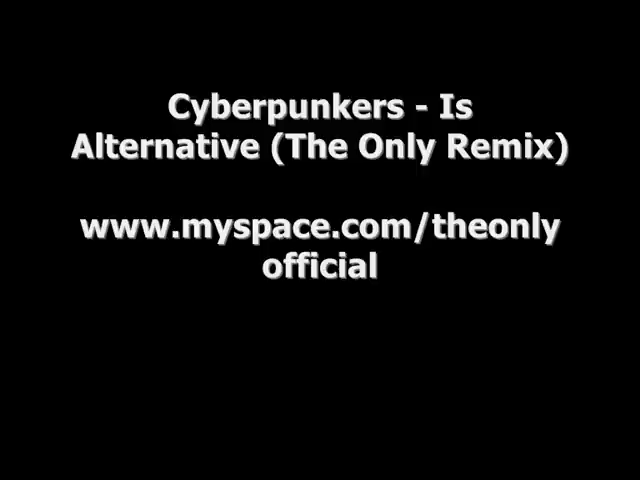 Cyberpunkers - Is
Alternative (The Only Remix)
www.myspace.com/theonly
official